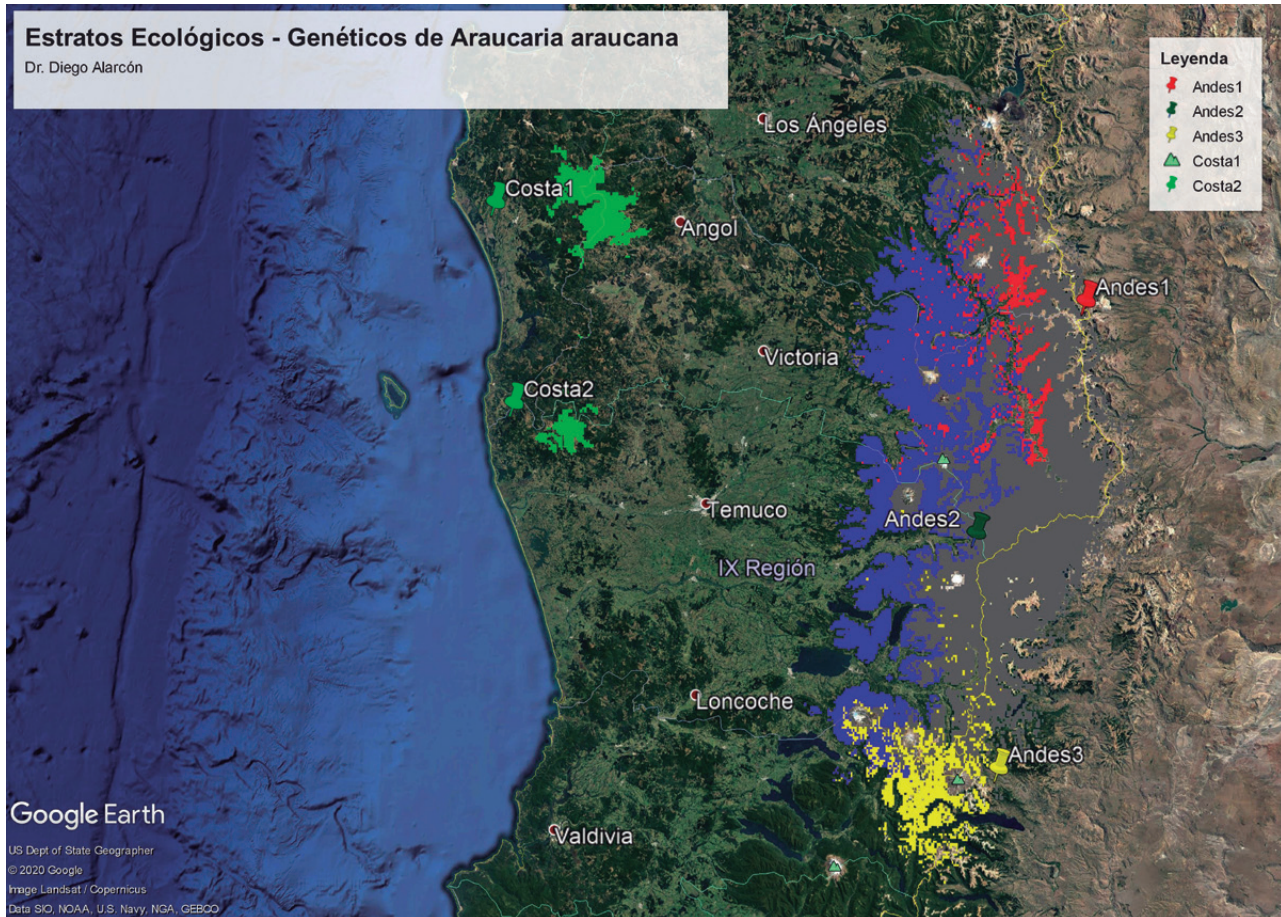 Estratos Ecológicos - Genéticos de Araucaria araucana
Dr. Diego Alarcón
Leyenda
Andes1
Andes2
Andes3
Costa1
Costa2
Los Ángeles
Costa1
Angol
Andes1
Victoria
Costa2
Temuco
Andes2
IX Región
Loncoche
Andes3
Valdivia
Google Earth
US Dept of State Geographer
© 2020 Google
Image Landsat / Copernicus
Data SIO, NOAA, U.S. Navy, NGA, GEBCO